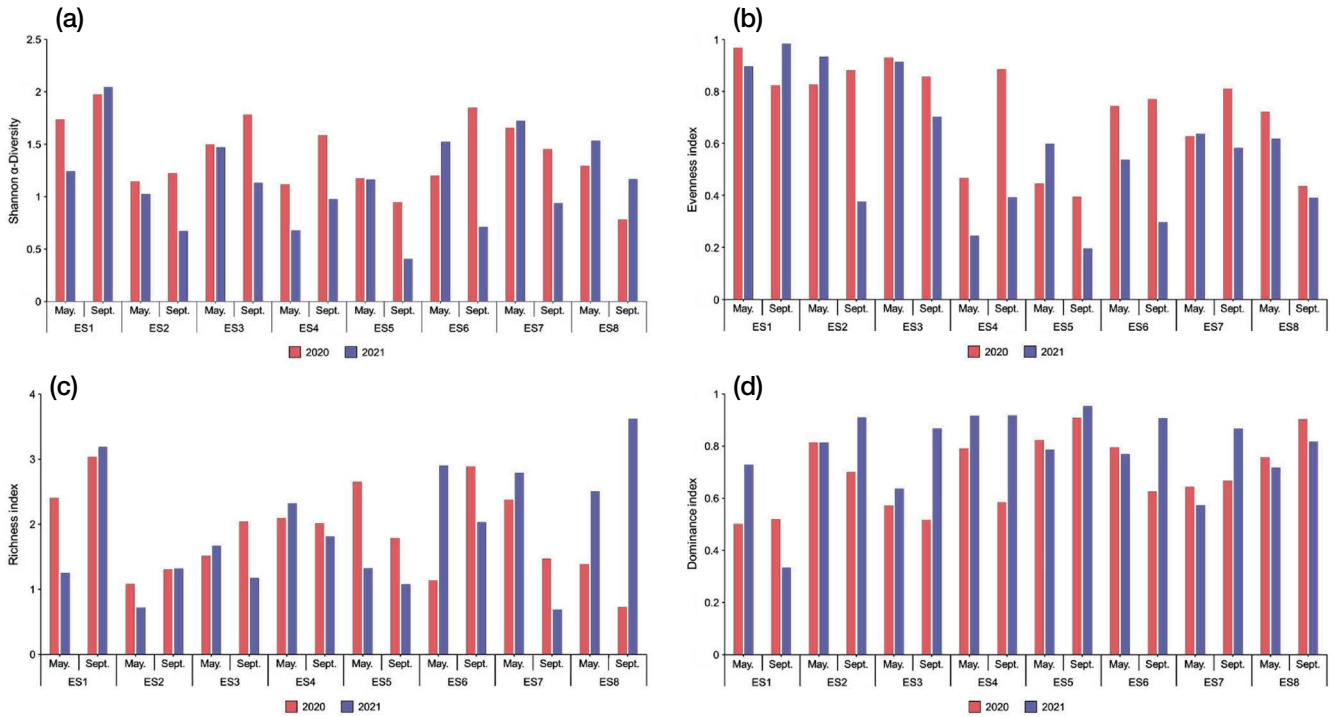 (a)
2.5
2
1.5
1
0.5
0
Shannon α-Diversity
May. Sept. May. Sept. May. Sept. May. Sept. May. Sept. May. Sept. May. Sept. May. Sept.
ES1 ES2 ES3 ES4 ES5 ES6 ES7 ES8
2020 2021
(b)
1
0.8
0.6
0.4
0.2
0
Evenness index
May. Sept. May. Sept. May. Sept. May. Sept. May. Sept. May. Sept. May. Sept. May. Sept.
ES1 ES2 ES3 ES4 ES5 ES6 ES7 ES8
2020 2021
(c)
4
3
2
1
0
Richness index
May. Sept. May. Sept. May. Sept. May. Sept. May. Sept. May. Sept. May. Sept. May. Sept.
ES1 ES2 ES3 ES4 ES5 ES6 ES7 ES8
2020 2021
(d)
1
0.8
0.6
0.4
0.2
0
Dominance index
May. Sept. May. Sept. May. Sept. May. Sept. May. Sept. May. Sept. May. Sept. May. Sept.
ES1 ES2 ES3 ES4 ES5 ES6 ES7 ES8
2020 2021